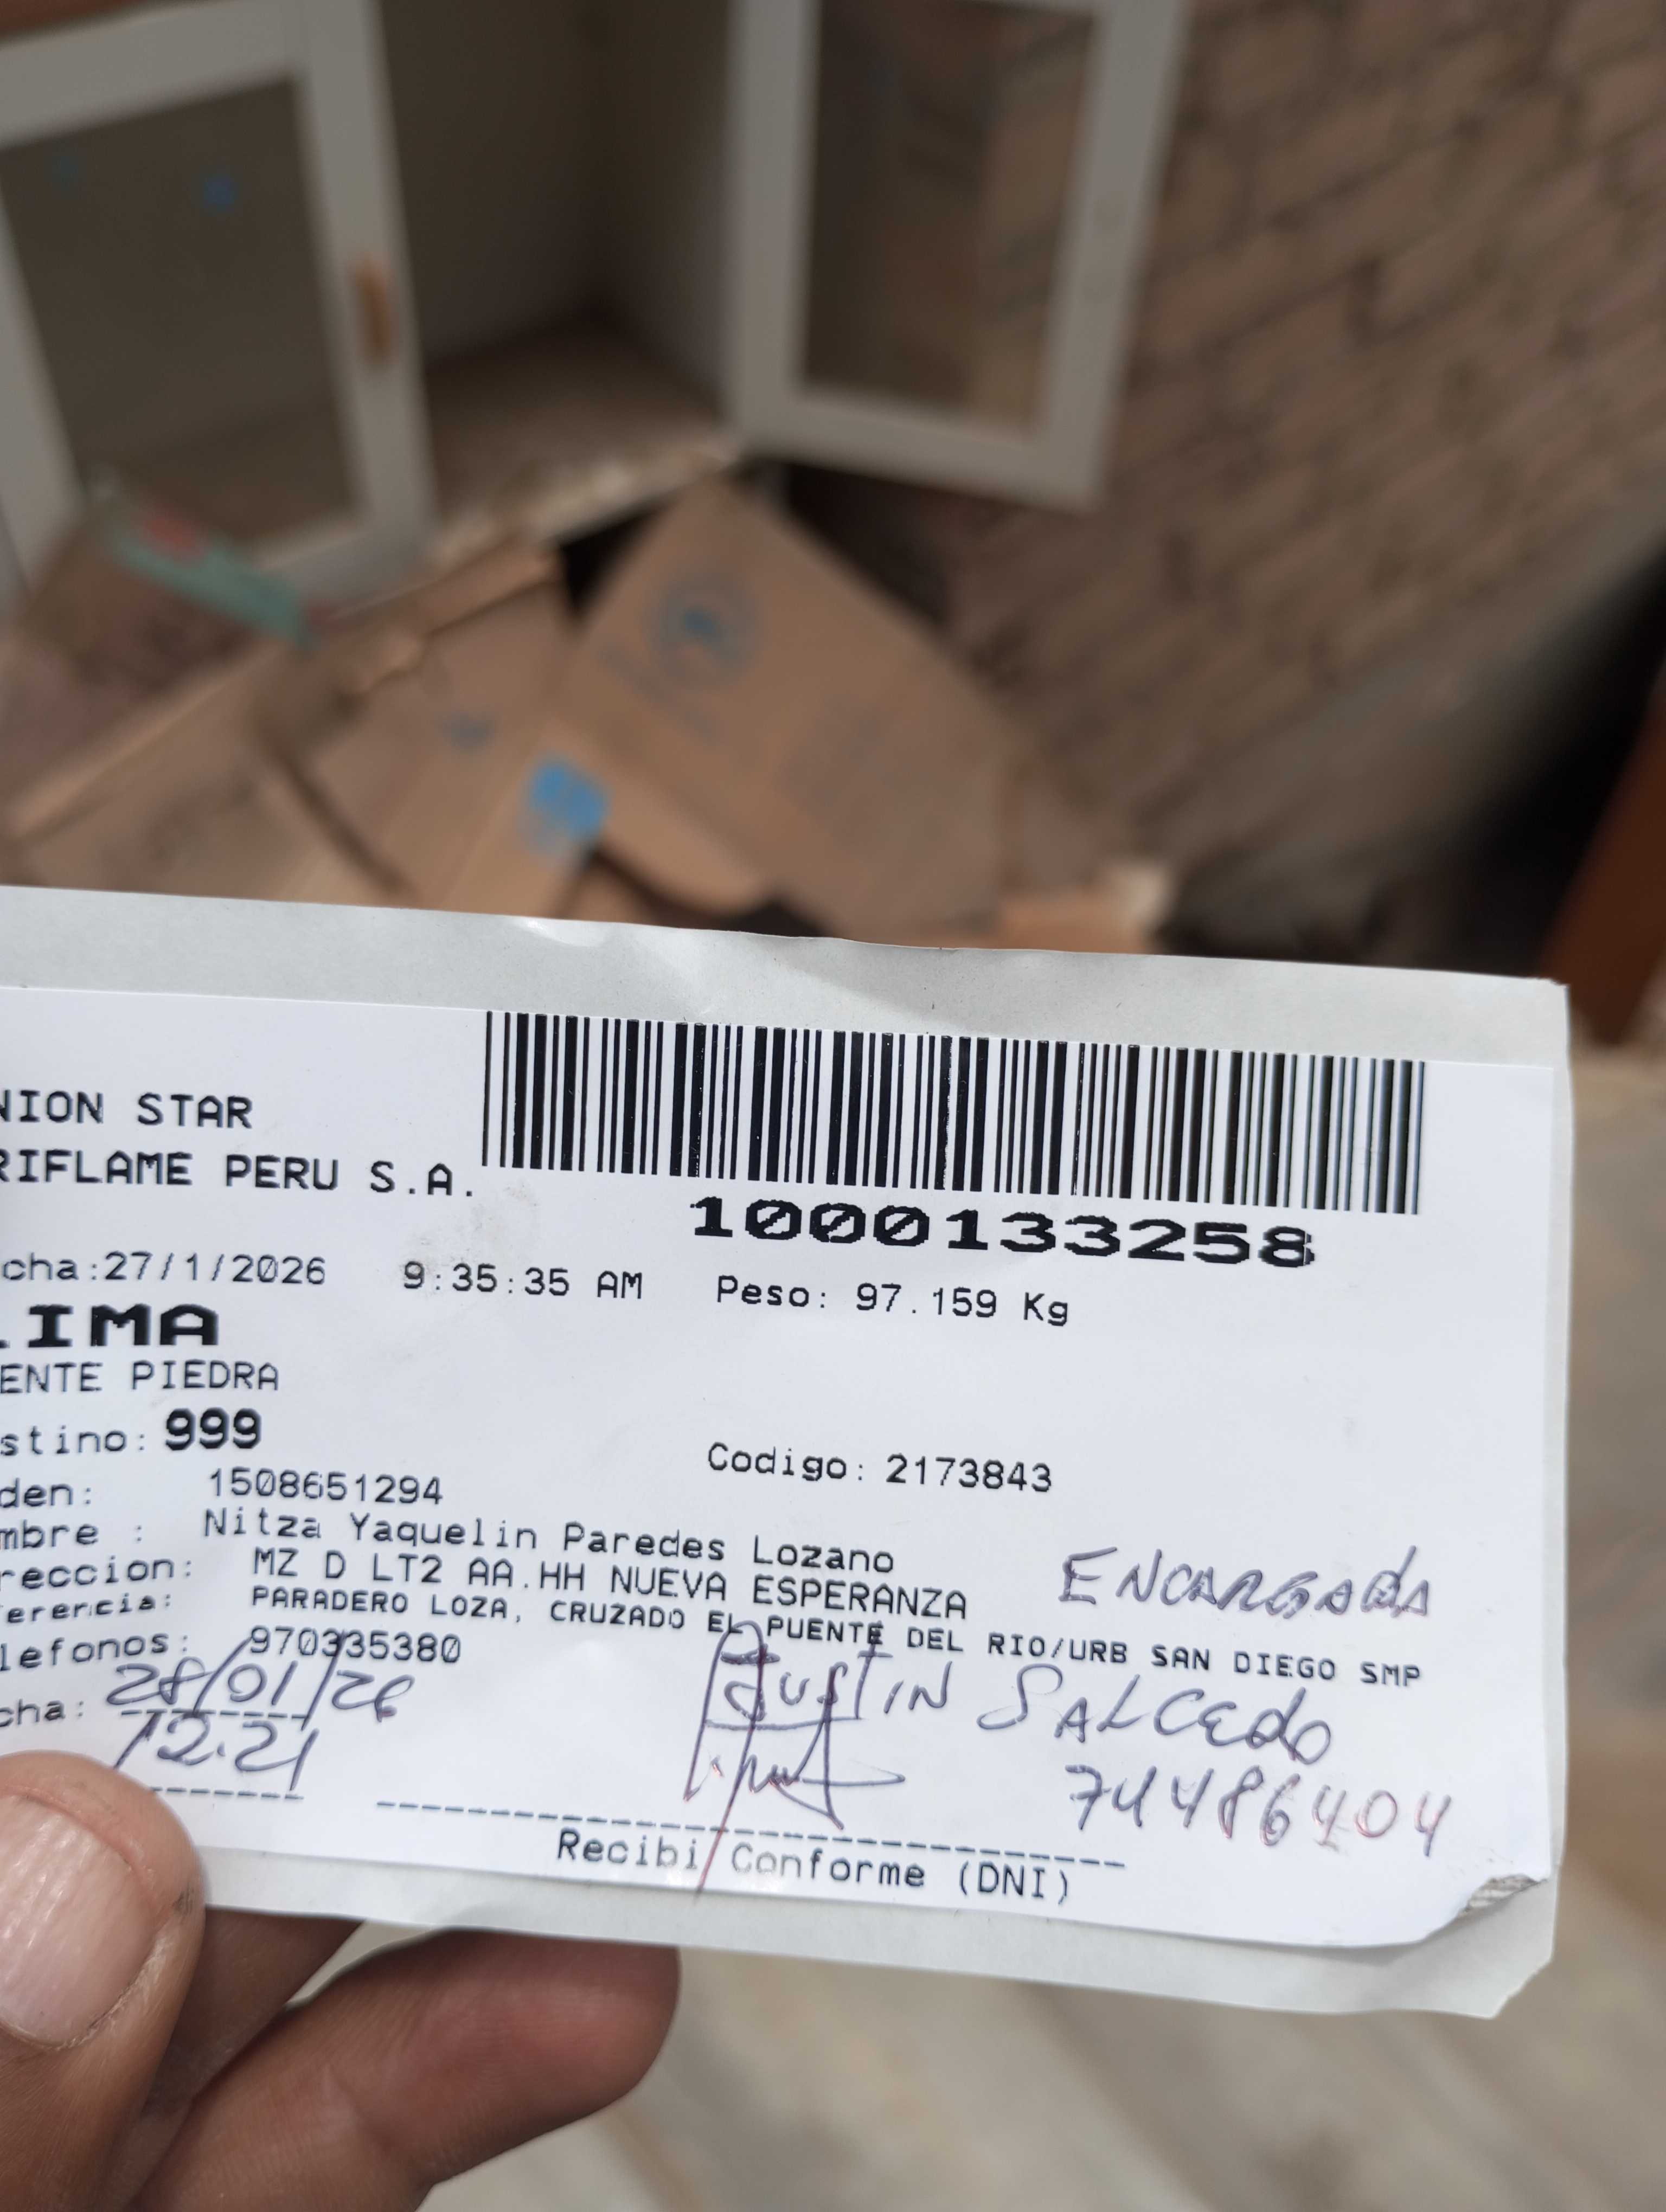 NION STAR
RIFLAME PERU S.A.
1000133258
cha:27/1/2026 9:35:35 AM Peso: 97.159 Kg
LIMA
ENTE PIEDRA
stino: 999
Codigo: 2173843
den: 1508651294
mbre : Nitza Yaquelin Paredes Lozano
reccion: MZ D LT2 AA.HH NUEVA ESPERANZA
ENCARGADA
erencia: PARADERO LOZA, CRUZADO EL PUENTE DEL RIO/URB SAN DIEGO SMP
lefonos: 970335380
cha: 28/01/26
JUSTIN SALCEDO
12.21
74486404
Recibi Conforme (DNI)